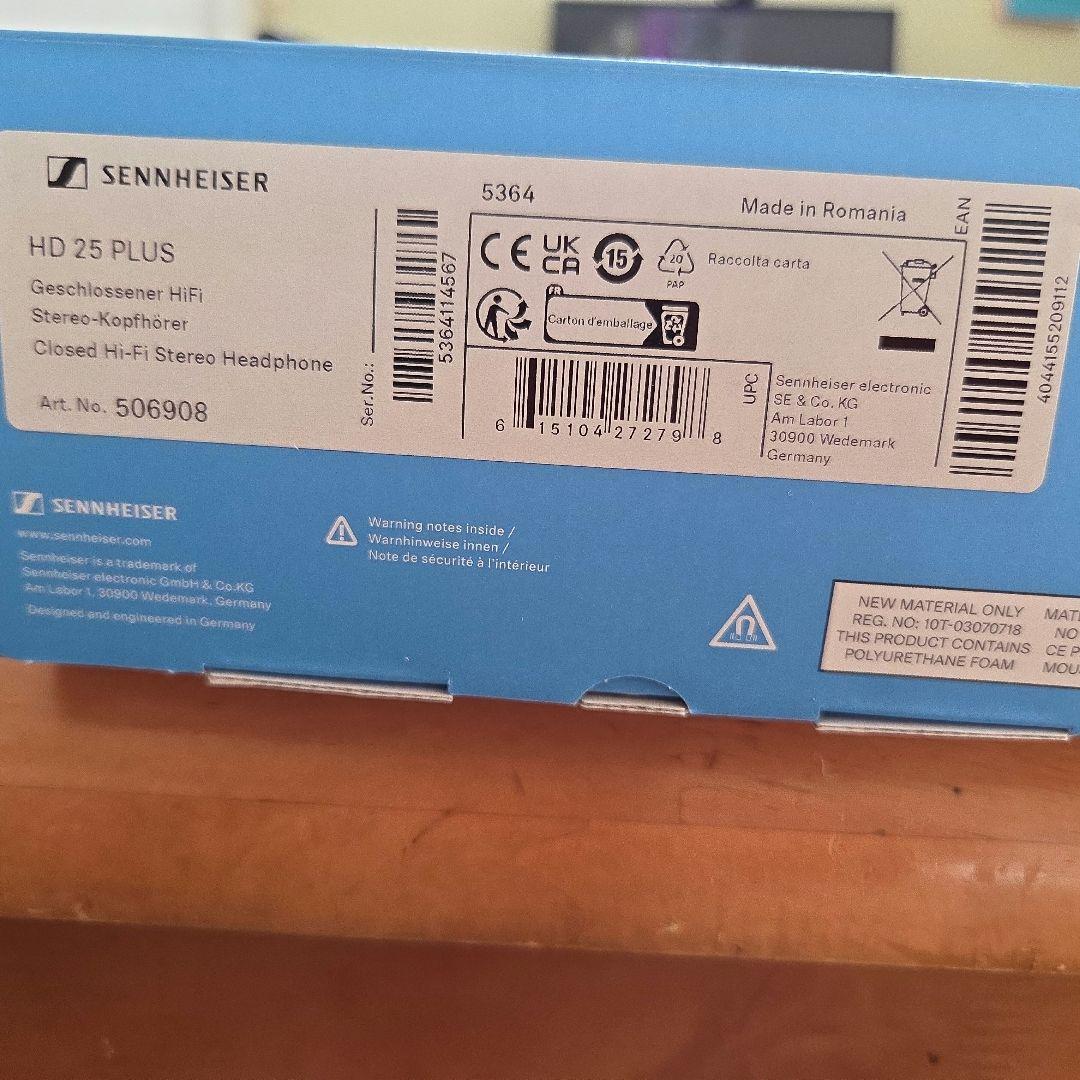 SENNHEISER
HD 25 PLUS
Geschlossener HiFi
Stereo-Kopfhörer
Closed Hi-Fi Stereo Headphone
Art. No. 506908
Ser.No.:
5364114567
5364
Made in Romania
CE UK CA 15 20 PAP Raccolta carta
FR
Carton d'emballage
6 15104 27279 8
UPC
Sennheiser electronic
SE & Co. KG
Am Labor 1
30900 Wedemark
Germany
EAN
4044155209112
SENNHEISER
www.sennheiser.com
Sennheiser is a trademark of
Sennheiser electronic GmbH & Co.KG
Am Labor 1, 30900 Wedemark, Germany
Designed and engineered in Germany
Warning notes inside /
Warnhinweise innen /
Note de sécurité à l'intérieur
NEW MATERIAL ONLY
REG. NO: 10T-03070718
THIS PRODUCT CONTAINS
POLYURETHANE FOAM
NO
CE